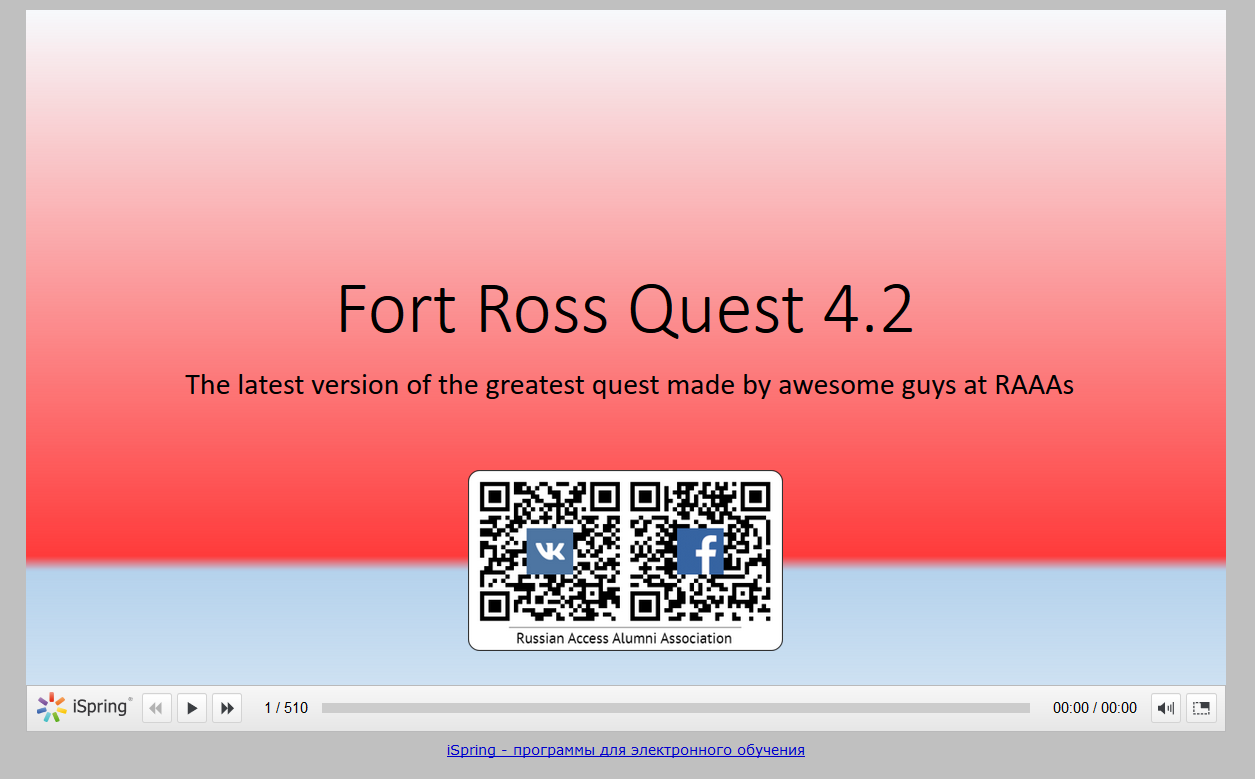 Fort Ross Quest 4.2
The latest version of the greatest quest made by awesome guys at RAAAs
Russian Access Alumni Association
iSpring®
1 / 510
00:00 / 00:00
iSpring - программы для электронного обучения